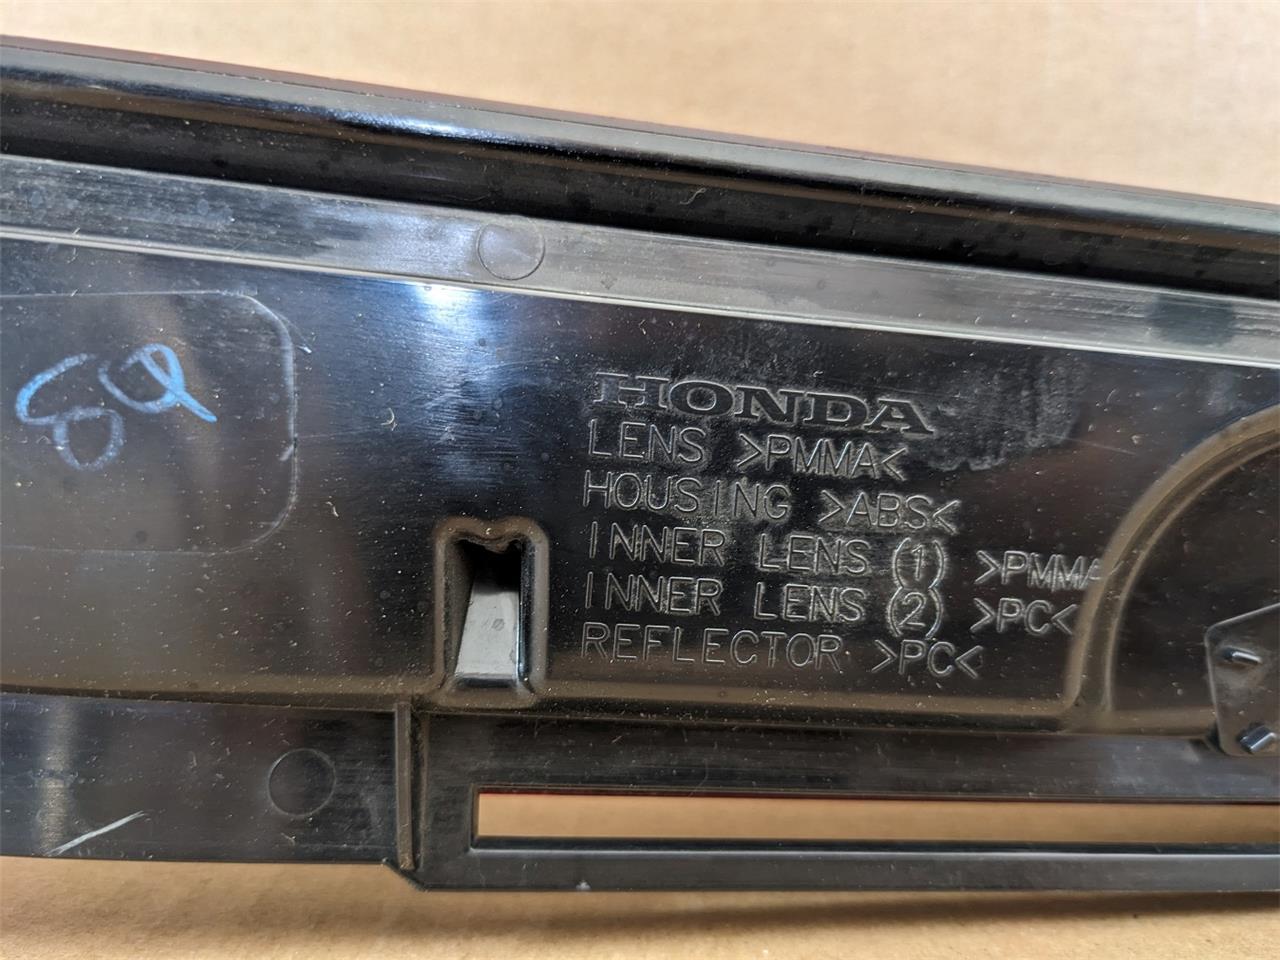 HONDA
LENS >PMMA<
HOUSING >ABS<
INNER LENS (1) >PMMA
INNER LENS (2) >PC<
REFLECTOR >PC<